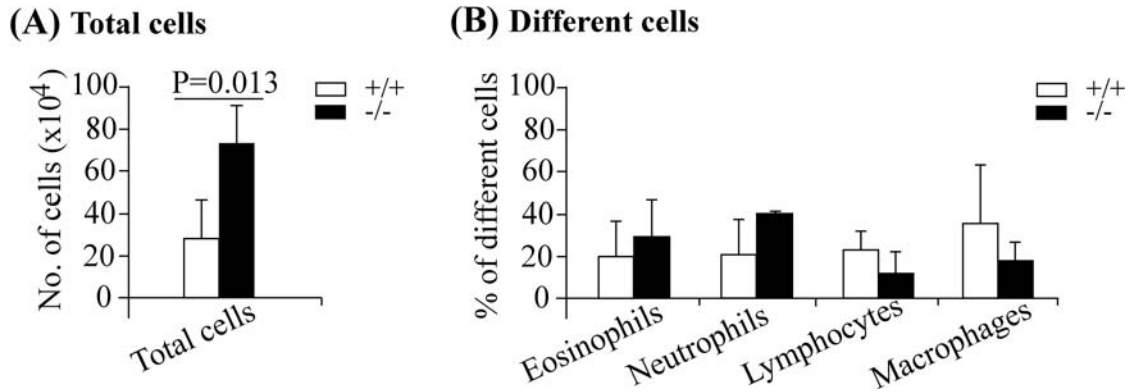 (A) Total cells
No. of cells (x10⁴)
100
80
60
40
20
0
P=0.013
+/+
-/-
Total cells
(B) Different cells
% of different cells
100
80
60
40
20
0
+/+
-/-
Eosinophils
Neutrophils
Lymphocytes
Macrophages